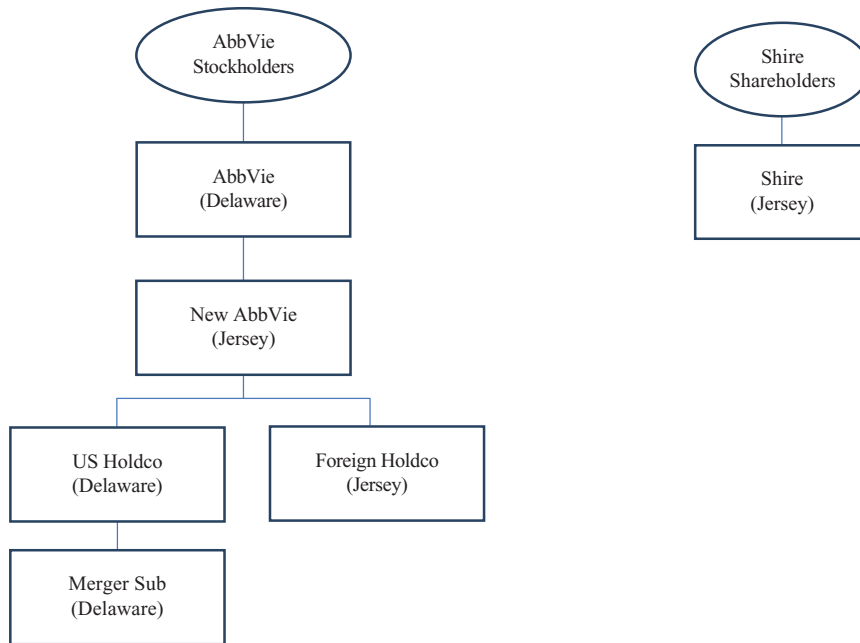 AbbVie
Stockholders
Shire
Shareholders
AbbVie
(Delaware)
Shire
(Jersey)
New AbbVie
(Jersey)
US Holdco
(Delaware)
Foreign Holdco
(Jersey)
Merger Sub
(Delaware)